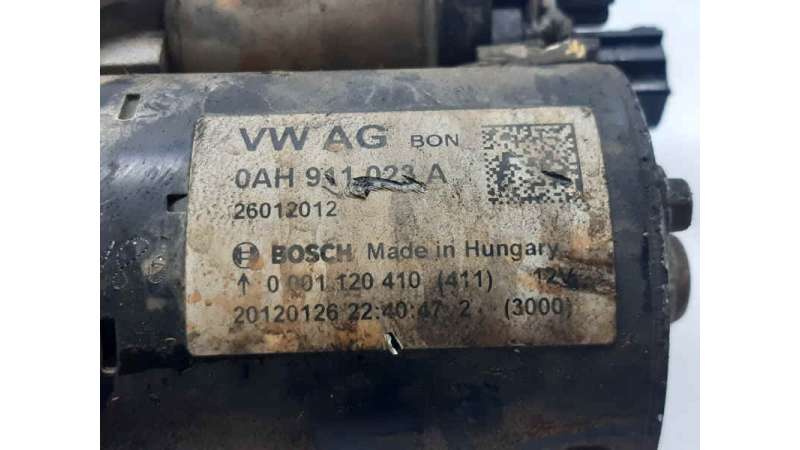 VW AG BON
0AH 911 023 A
26012012
BOSCH Made in Hungary
↑ 0 001 120 410 (411) 12V
20120126 22:40:47 2 (3000)